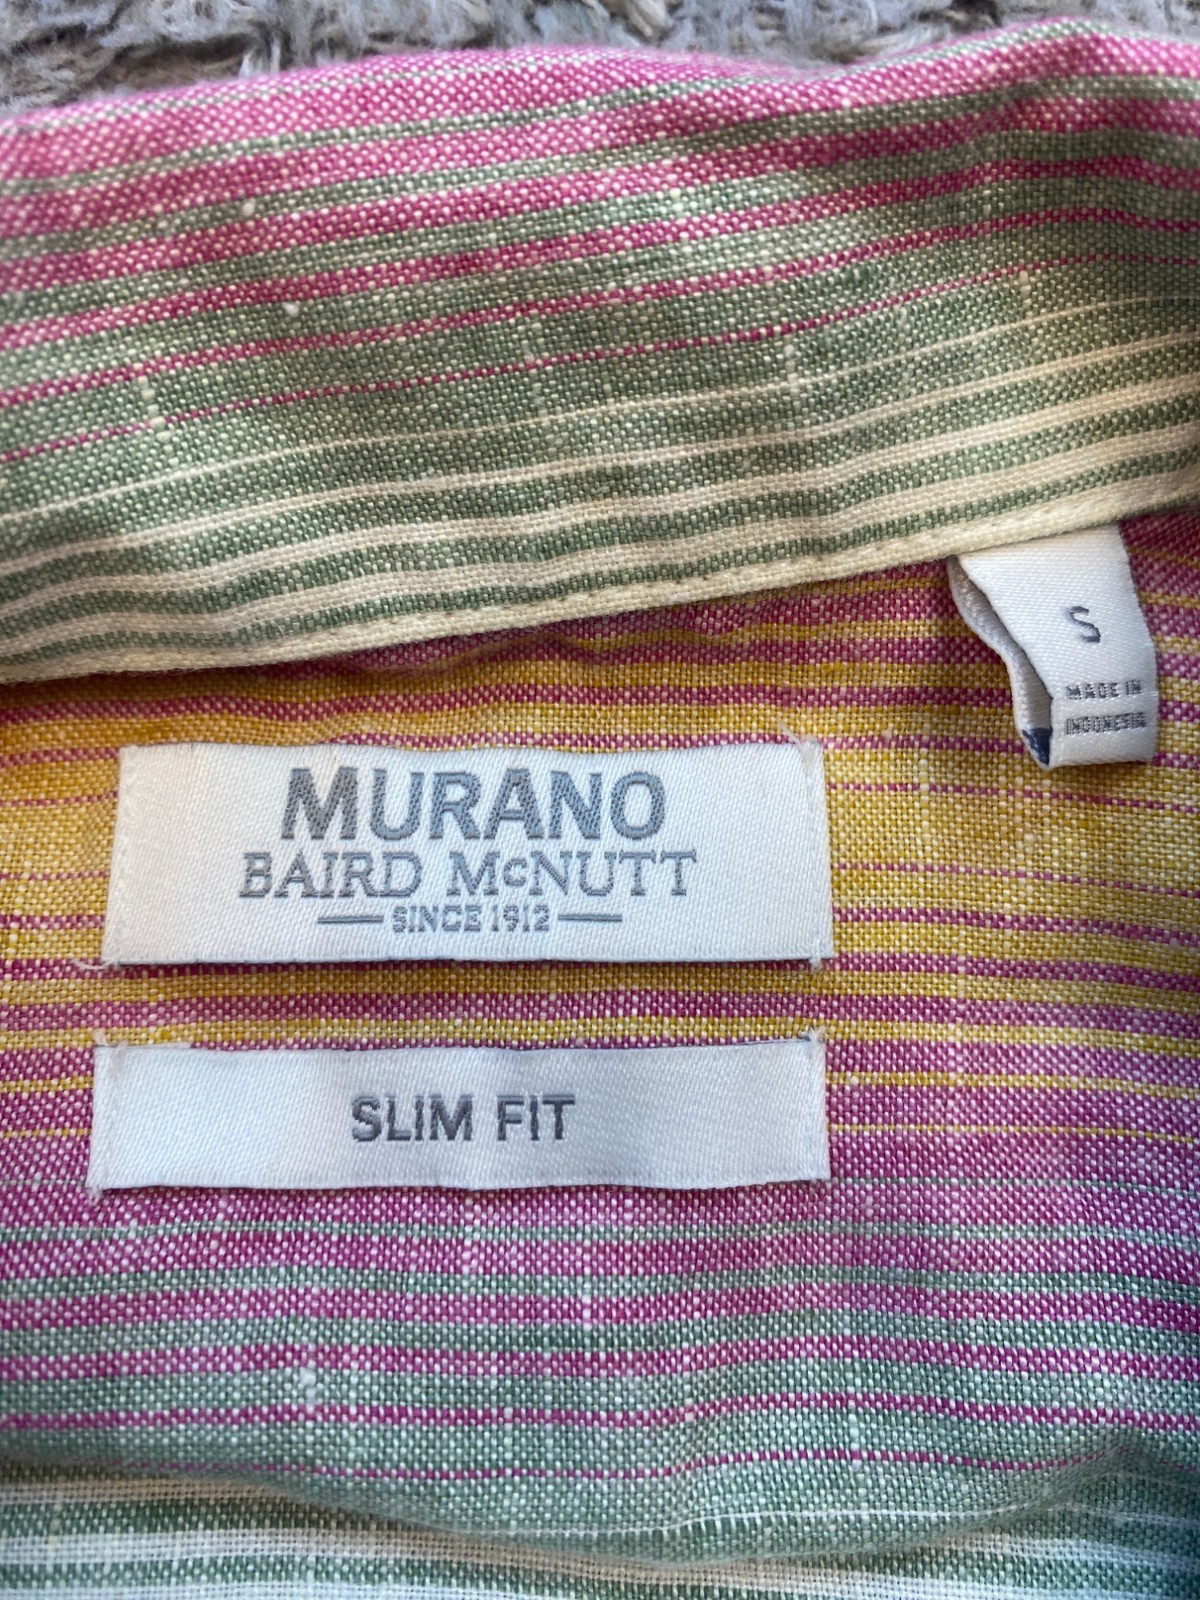 S
MADE IN
INDONESIA
MURANO
BAIRD McNUTT
SINCE 1912
SLIM FIT